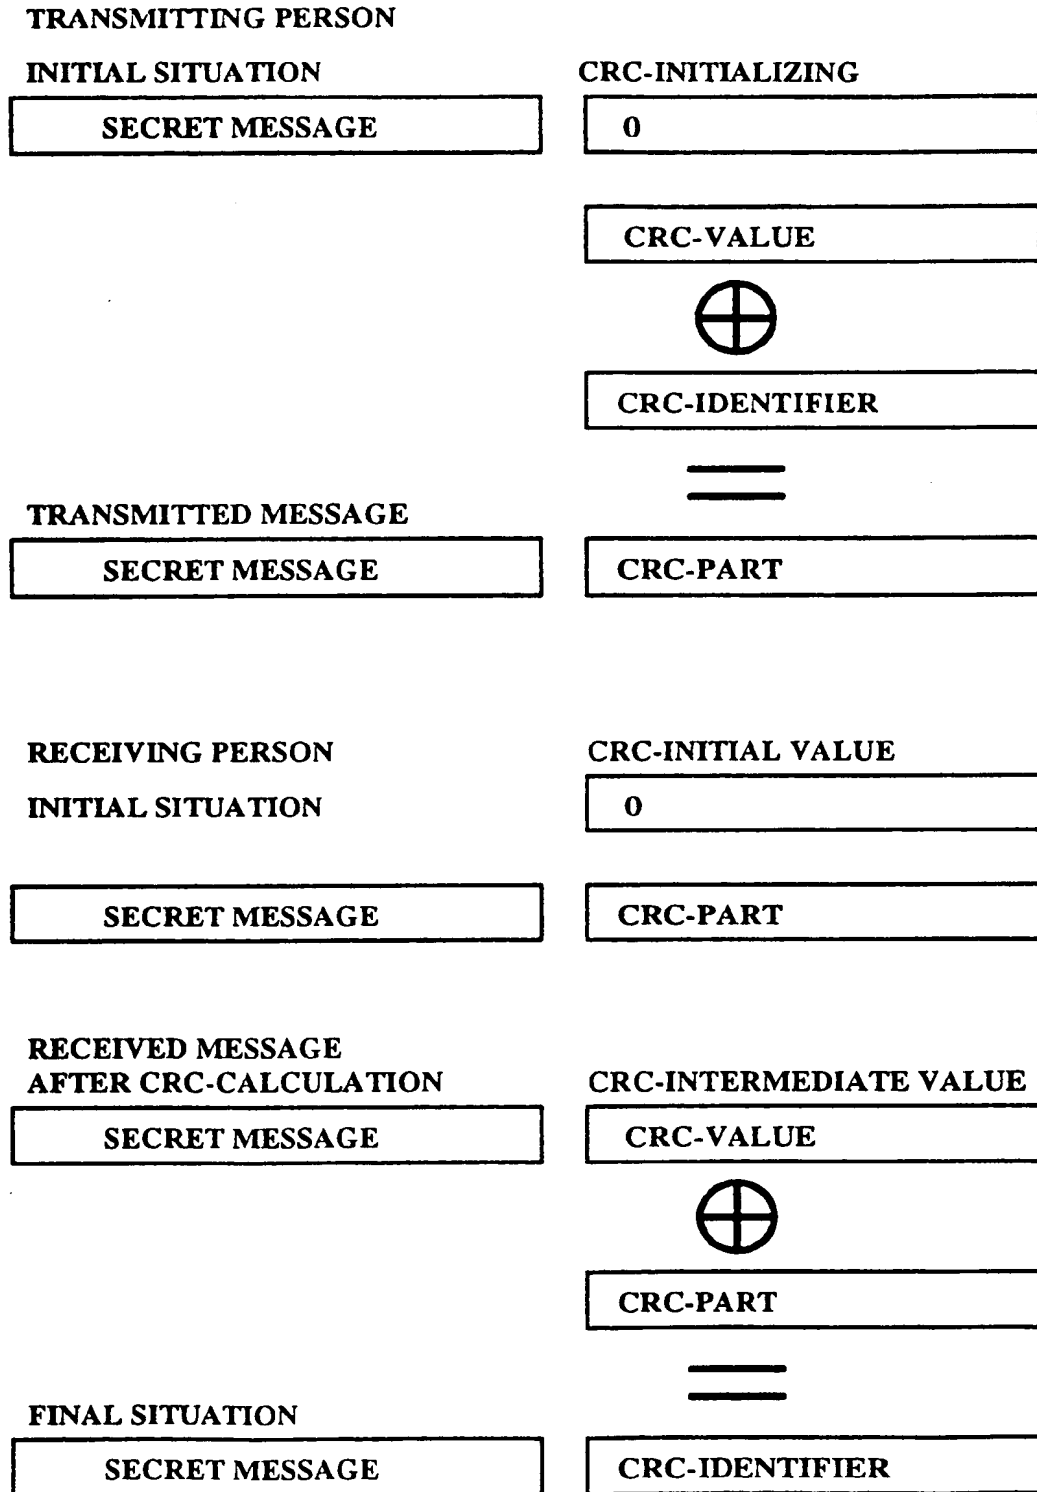 TRANSMITTING PERSON
INITIAL SITUATION
CRC-INITIALIZING
SECRET MESSAGE
0
CRC-VALUE
CRC-IDENTIFIER
TRANSMITTED MESSAGE
SECRET MESSAGE
CRC-PART
RECEIVING PERSON
CRC-INITIAL VALUE
INITIAL SITUATION
0
SECRET MESSAGE
CRC-PART
RECEIVED MESSAGE
AFTER CRC-CALCULATION
CRC-INTERMEDIATE VALUE
SECRET MESSAGE
CRC-VALUE
CRC-PART
FINAL SITUATION
SECRET MESSAGE
CRC-IDENTIFIER